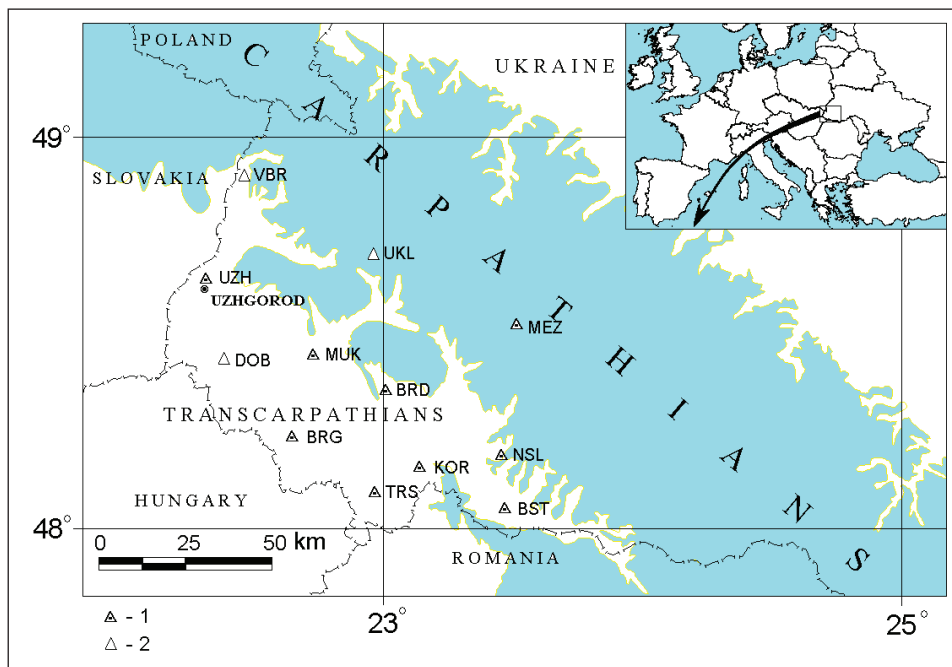 POLAND
UKRAINE
CARPATHIANS
49°
SLOVAKIA
VBR
UKL
UZH
UZHGOROD
MEZ
DOB
MUK
BRD
TRANSCARPATHIANS
BRG
KOR
NSL
TRS
BST
HUNGARY
48°
ROMANIA
0 25 50 km
23°
25°
- 1
- 2